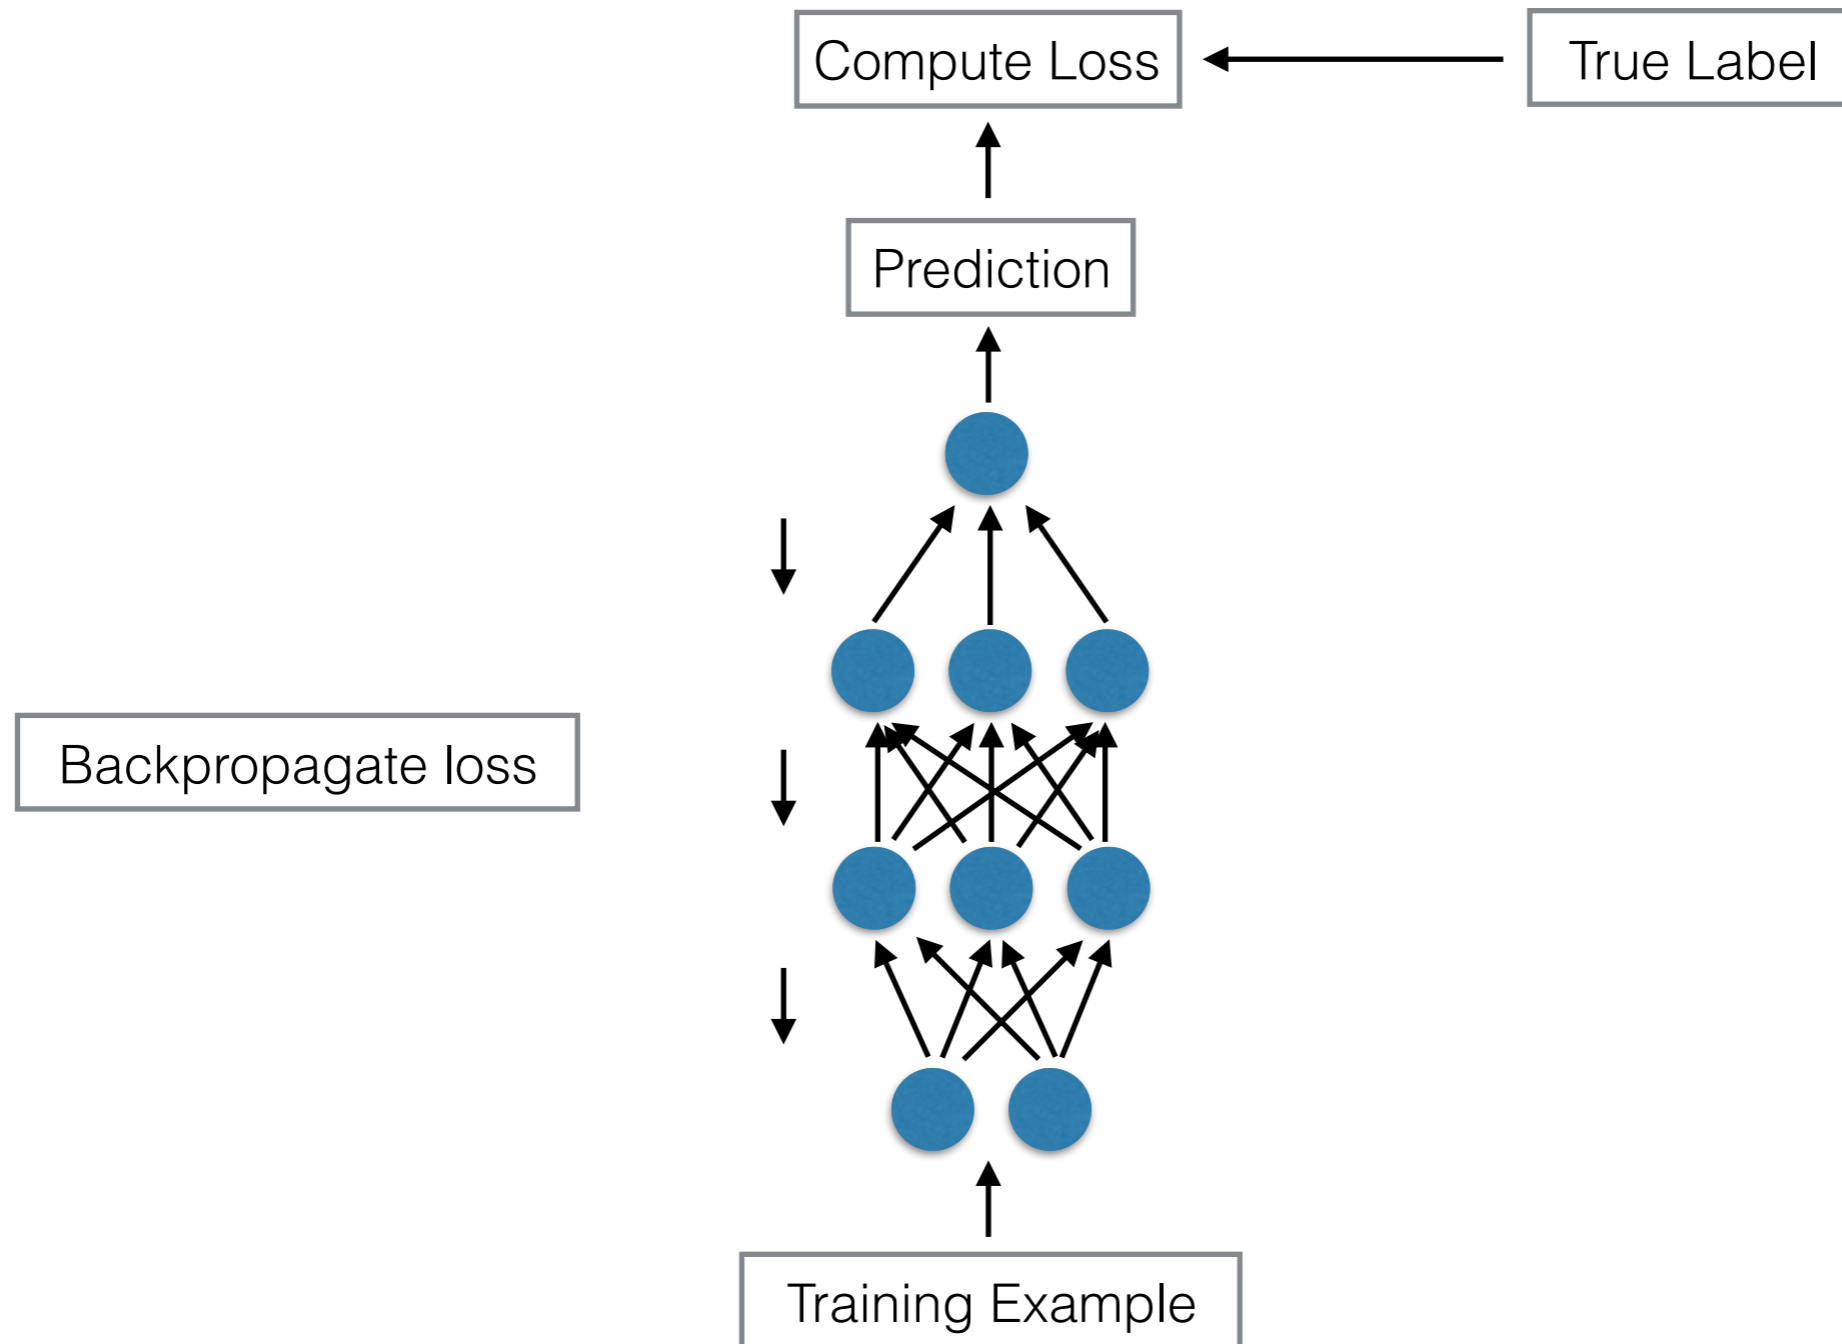 Compute Loss
True Label
Prediction
Backpropagate loss
Training Example